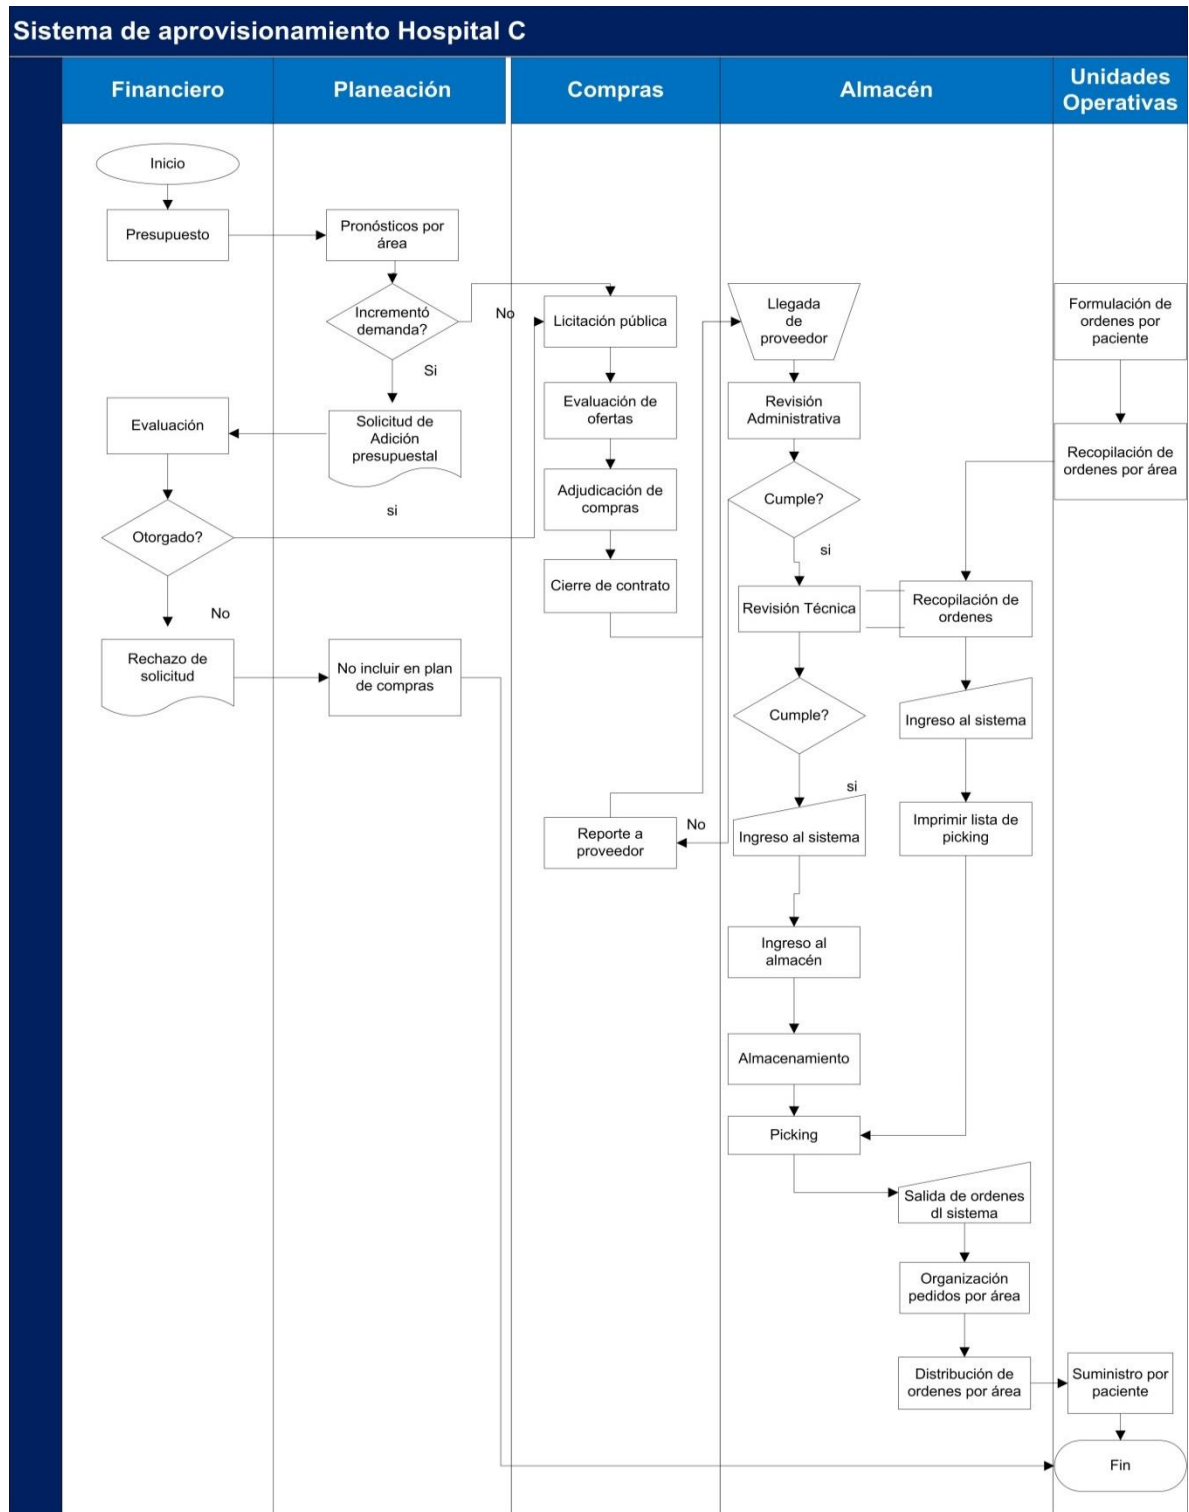 Sistema de aprovisionamiento Hospital C
Financiero
Planeación
Compras
Almacén
Unidades
Operativas
Inicio
Presupuesto
Pronósticos por
área
Incrementó
demanda?
No
Si
Solicitud de
Adición
presupuestal
Evaluación
si
Otorgado?
No
Rechazo de
solicitud
No incluir en plan
de compras
Licitación pública
Evaluación de
ofertas
Adjudicación de
compras
Cierre de contrato
Reporte a
proveedor
No
Llegada
de
proveedor
Revisión
Administrativa
Cumple?
si
Revisión Técnica
Cumple?
si
Ingreso al sistema
Ingreso al
almacén
Almacenamiento
Picking
Recopilación de
ordenes
Ingreso al sistema
Imprimir lista de
picking
Salida de ordenes
dl sistema
Organización
pedidos por área
Distribución de
ordenes por área
Formulación de
ordenes por
paciente
Recopilación de
ordenes por área
Suministro por
paciente
Fin